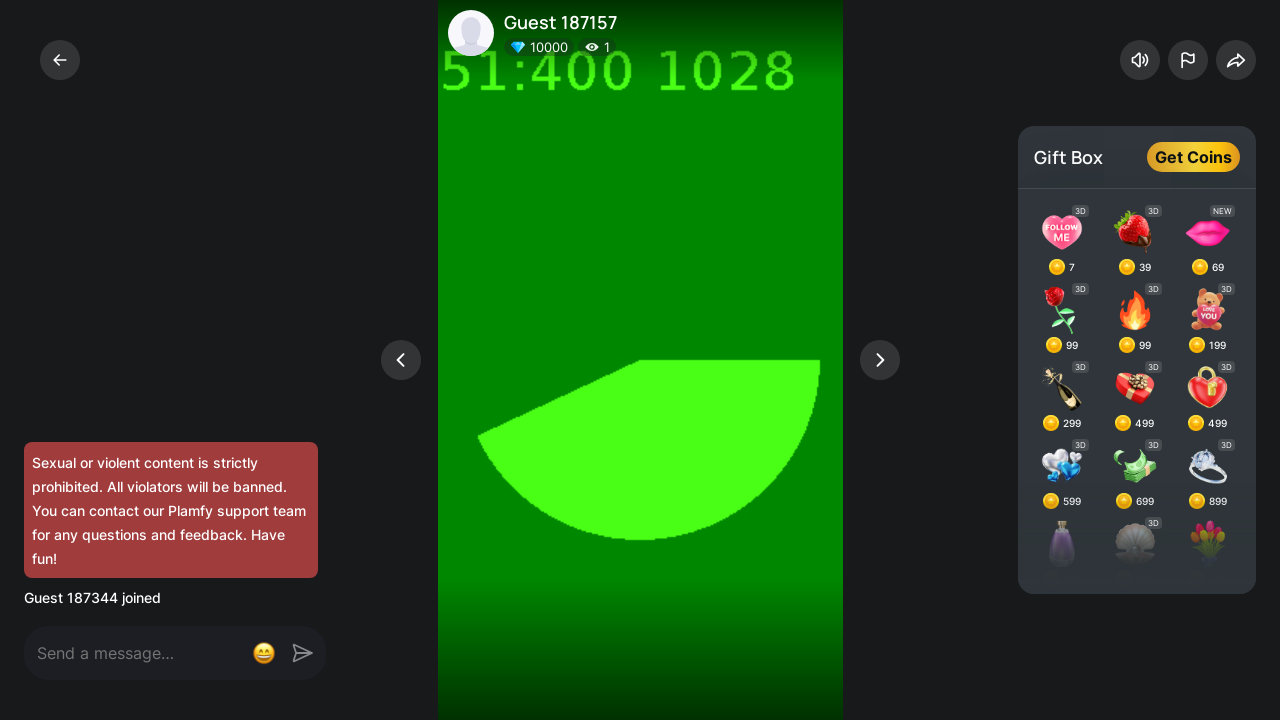 Guest 187157
10000 1
51:400 1028
Gift Box
Get Coins
3D 3D NEW
FOLLOW ME
7 39 69
3D 3D 3D
LOVE YOU
99 99 199
3D 3D 3D
299 499 499
3D 3D 3D
599 699 899
3D
Sexual or violent content is strictly
prohibited. All violators will be banned.
You can contact our Plamfy support team
for any questions and feedback. Have
fun!
Guest 187344 joined
Send a message...